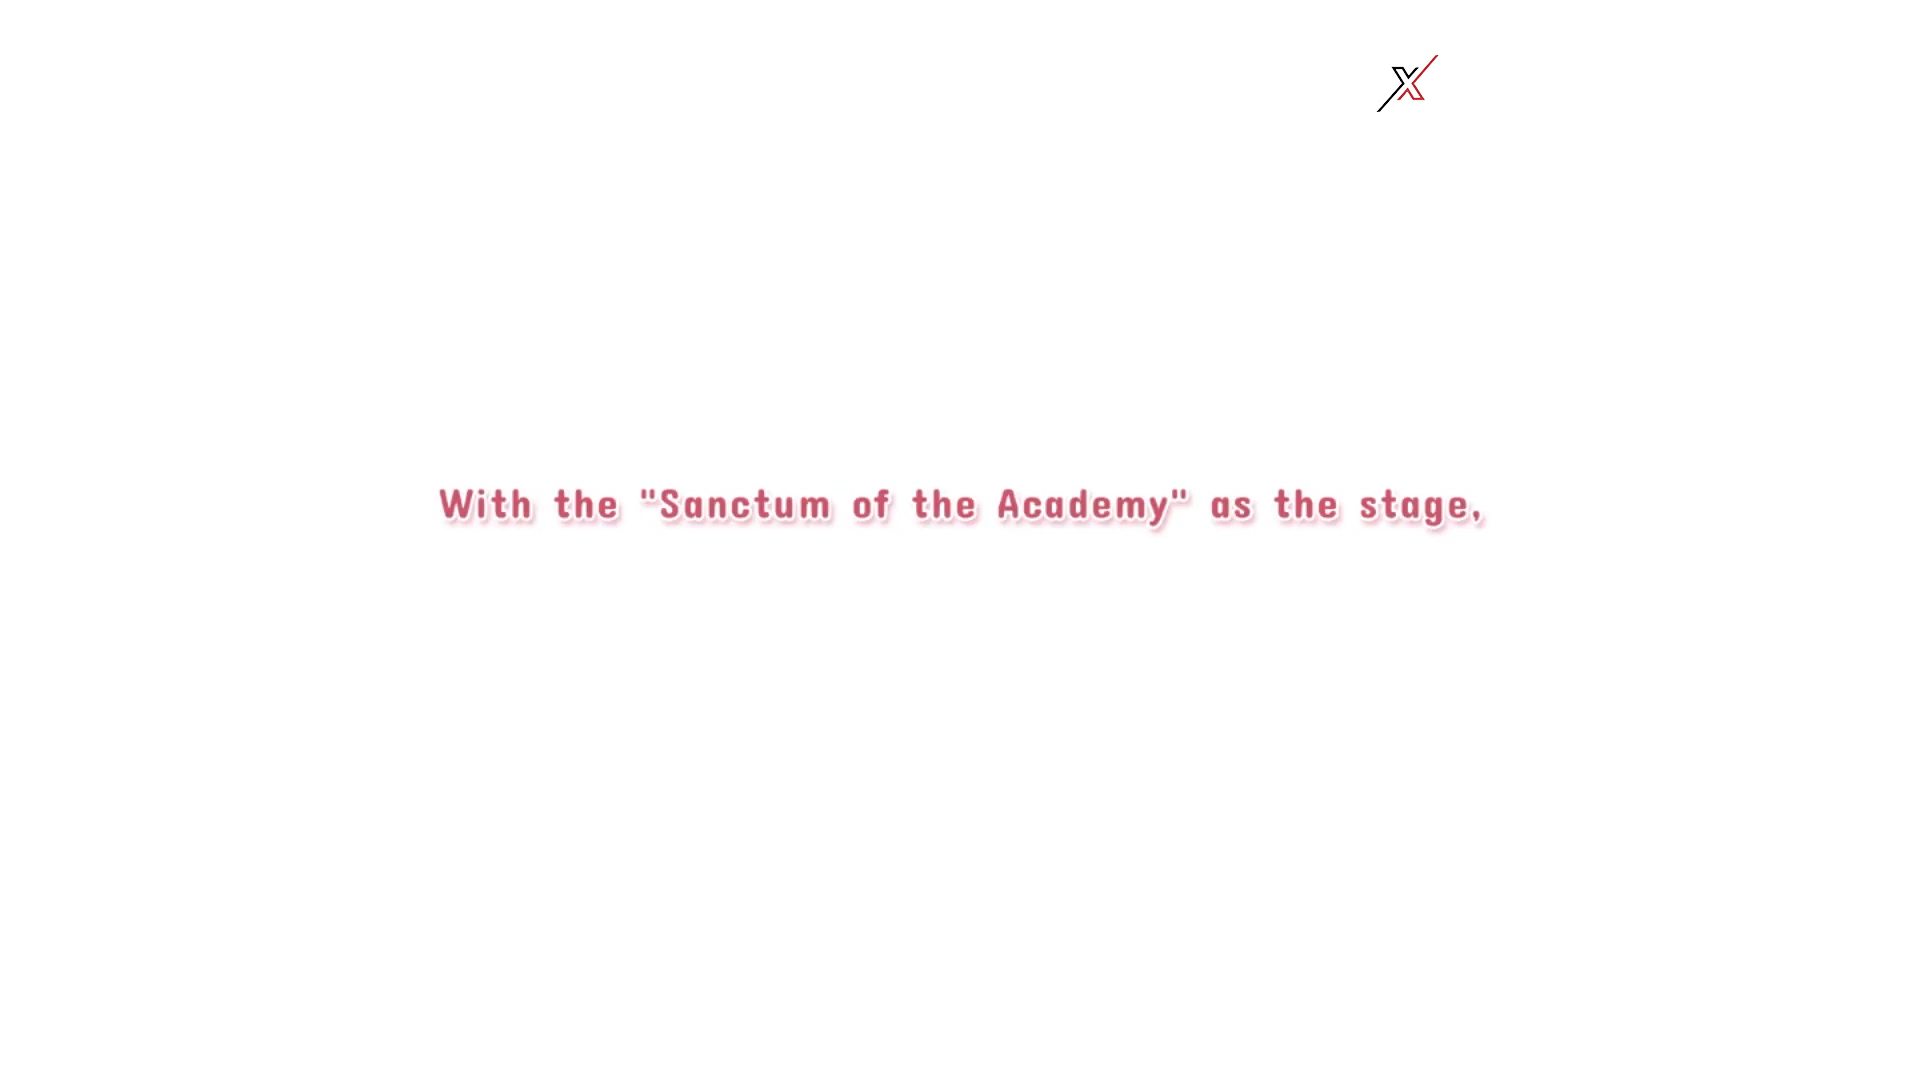 X
With the "Sanctum of the Academy" as the stage,